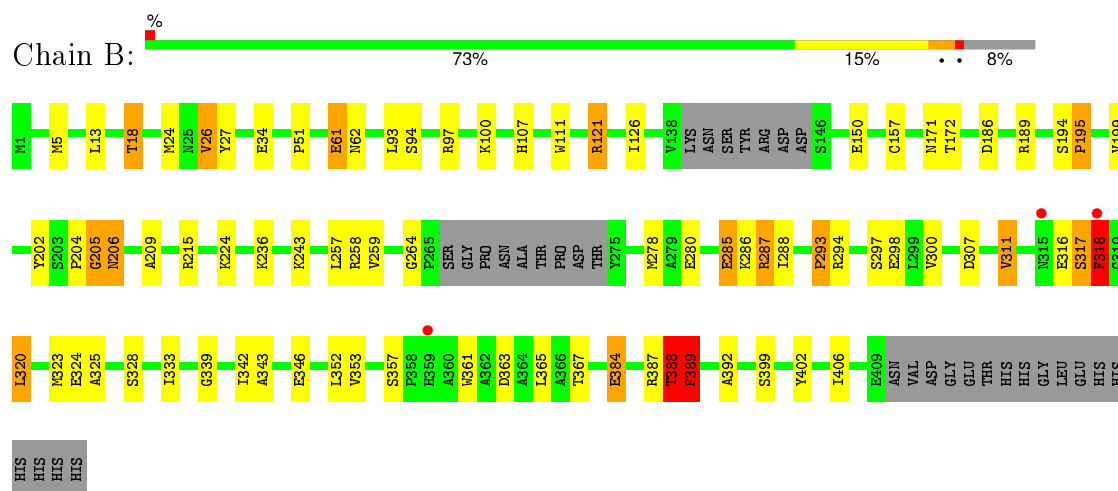 %
Chain B:
73% 15% • • 8%
M1 M5 L13 T18 M24 N25 V26 Y27 E34 P51 E61 N62 L93 S94 R97 K100 H107 W111 R121 I126 V138 LYS ASN SER TYR ARG ASP ASP S146 E150 C157 N171 T172 D186 R189 S194 P195 V199
Y202 S203 P204 G205 N206 A209 R215 K224 K236 K243 L257 R258 V259 G264 P265 SER GLY PRO ASN ALA THR PRO ASP THR Y275 M278 A279 E280 E285 K286 R287 I288 P293 R294 S297 E298 L299 V300 D307 V311 N315 E316 S317 F318 G319
L320 M323 E324 A325 S328 I333 G339 I342 A343 E346 L352 V353 S357 P358 H359 A360 W361 A362 D363 A364 L365 A366 T367 E384 R387 T388 F389 A392 S399 Y402 I406 E409 ASN VAL ASP GLY GLU THR HIS HIS GLY LEU GLU HIS HIS
HIS HIS HIS HIS